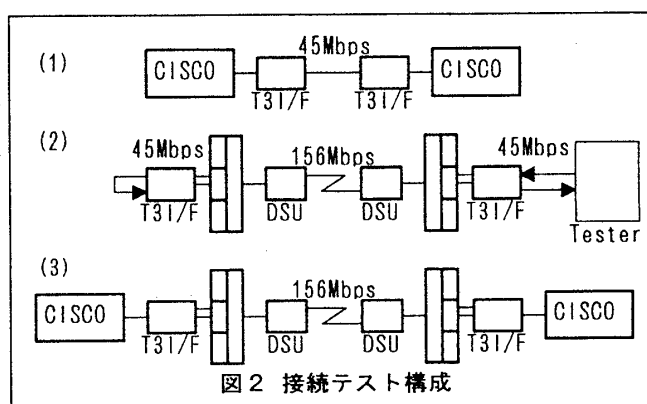 (1)
CISCO
45Mbps
CISCO
T3I/F
T3I/F
(2)
45Mbps
156Mbps
45Mbps
T3I/F
DSU
DSU
T3I/F
Tester
(3)
CISCO
156Mbps
CISCO
T3I/F
DSU
DSU
T3I/F
図2 接続テスト構成